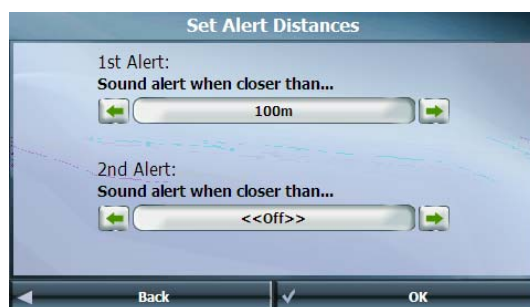 Set Alert Distances
1st Alert:
Sound alert when closer than...
100m
2nd Alert:
Sound alert when closer than...
<<Off>>
Back
OK